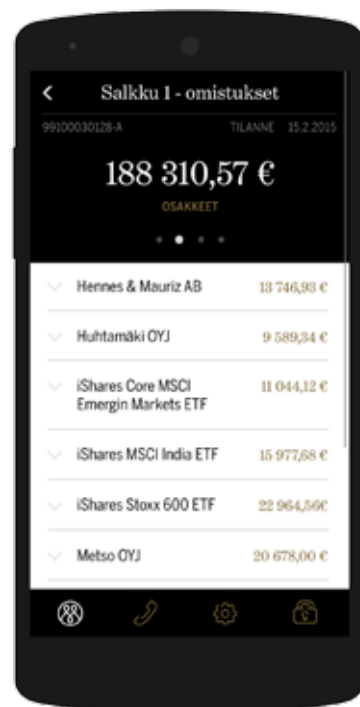 Salkku 1 - omistukset
99100030128-A TILANNE 15.2.2015
188 310,57 €
OSAKKEET
Hennes & Mauriz AB 13 746,93 €
Huhtamäki OYJ 9 589,34 €
iShares Core MSCI 11 044,12 €
Emergin Markets ETF
iShares MSCI India ETF 15 977,68 €
iShares Stoxx 600 ETF 22 964,56€
Metso OYJ 20 678,00 €